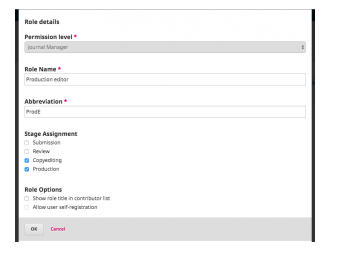 Role details
Permission level *
Journal Manager
Role Name *
Production editor
Abbreviation *
ProdE
Stage Assignment
Submission
Review
Copyediting
Production
Role Options
Show role title in contributor list
Allow user self-registration
OK Cancel